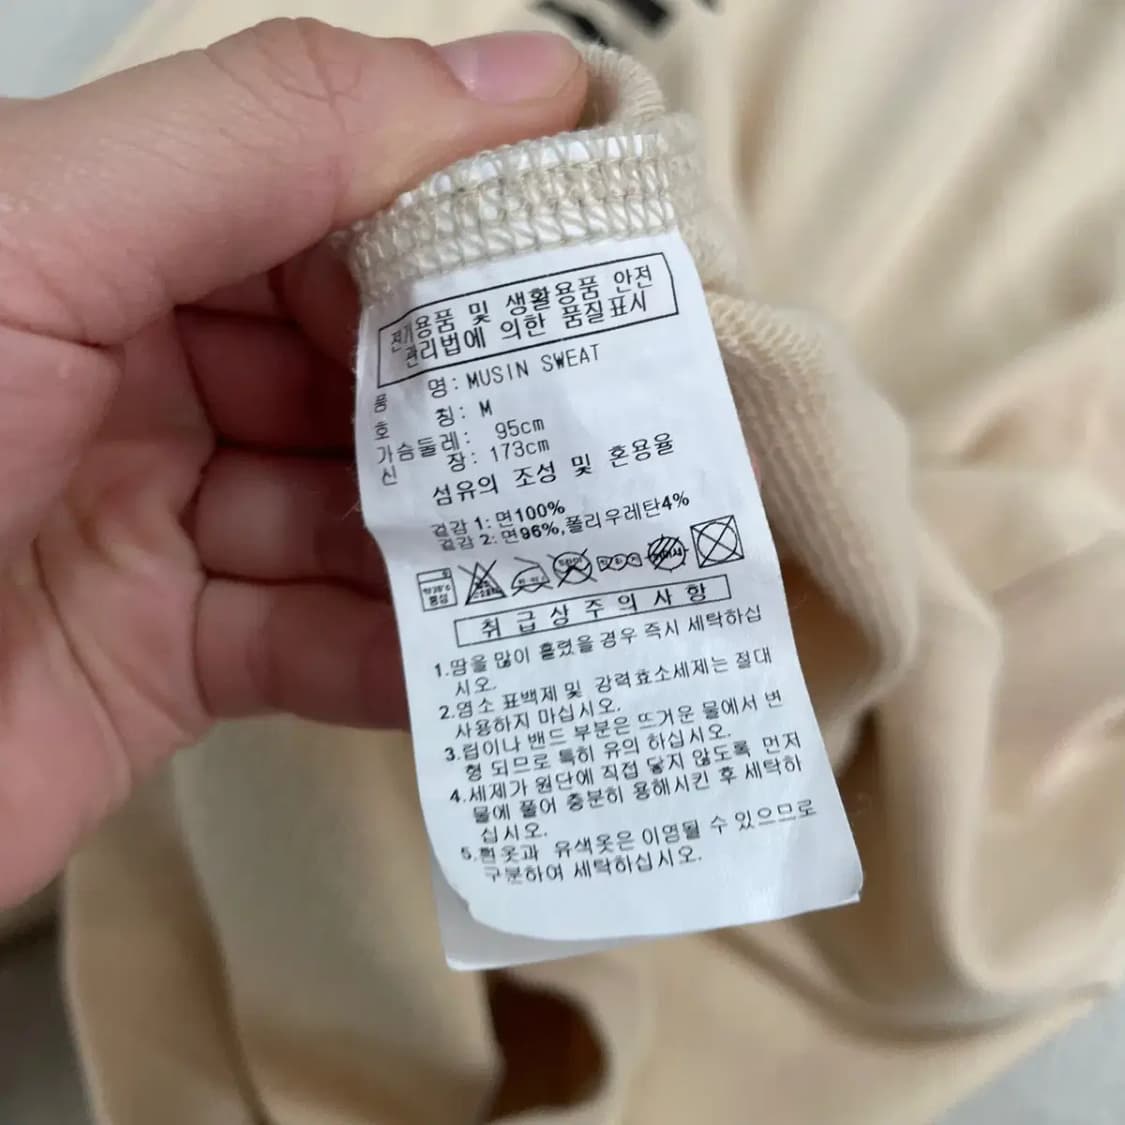 전기용품 및 생활용품 안전
관리법에 의한 품질표시
품 명: MUSIN SWEAT
호 칭: M
가슴둘레: 95cm
신 장: 173cm
섬유의 조성 및 혼용율
겉감 1: 면100%
겉감 2: 면96%,폴리우레탄4%
중성
취급상주의사항
1.땀을 많이 흘렸을 경우 즉시 세탁하십
시오.
2.염소 표백제 및 강력효소세제는 절대
사용하지 마십시오.
3.립이나 밴드 부분은 뜨거운 물에서 변
형 되므로 특히 유의 하십시오.
4.세제가 원단에 직접 닿지 않도록 먼저
물에 풀어 충분히 용해시킨 후 세탁하
십시오.
5.흰옷과 유색옷은 이염될 수 있으므로
구분하여 세탁하십시오.